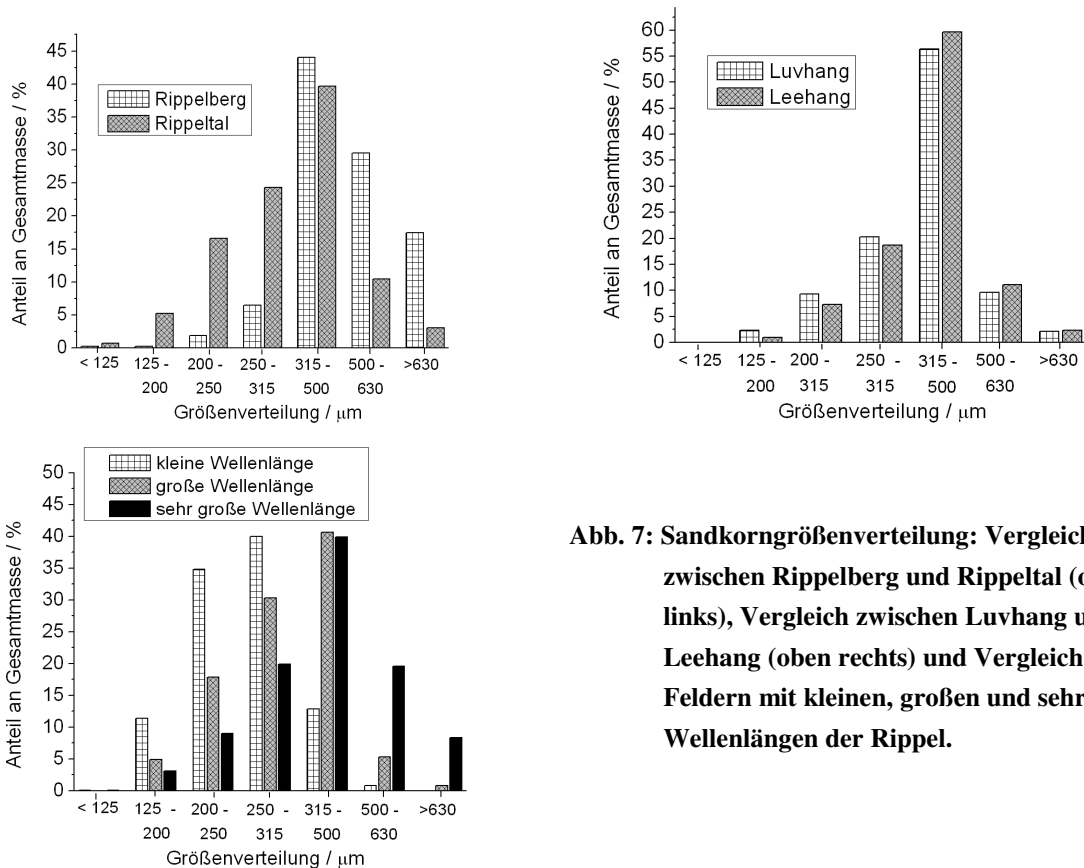 45
40
35
30
25
20
15
10
5
0
Anteil an Gesamtmasse / %
Rippelberg
Rippeltal
< 125
125 - 200
200 - 250
250 - 315
315 - 500
500 - 630
>630
Größenverteilung / μm
60
55
50
45
40
35
30
25
20
15
10
5
0
Anteil an Gesamtmasse / %
Luvhang
Leehang
< 125
125 - 200
200 - 315
250 - 315
315 - 500
500 - 630
>630
Größenverteilung / μm
50
45
40
35
30
25
20
15
10
5
0
Anteil an Gesamtmasse / %
kleine Wellenlänge
große Wellenlänge
sehr große Wellenlänge
< 125
125 - 200
200 - 250
250 - 315
315 - 500
500 - 630
>630
Größenverteilung / μm
Abb. 7: Sandkorngrößenverteilung: Vergleich
zwischen Rippelberg und Rippeltal (o
links), Vergleich zwischen Luvhang u
Leehang (oben rechts) und Vergleich
Feldern mit kleinen, großen und sehr
Wellenlängen der Rippel.